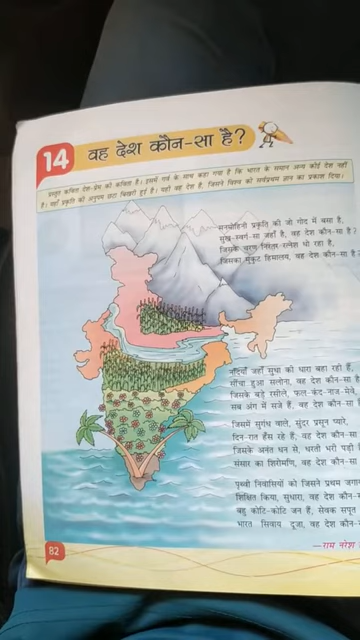 14
वह देश कौन-सा है?
प्रस्तुत कविता देश-प्रेम की कविता है। इसमें गर्व के साथ कहा गया है कि भारत के समान अन्य कोई देश नहीं
है। यहाँ प्रकृति की अनुपम छटा बिखरी हुई है। यही वह देश है, जिसने विश्व को सर्वप्रथम ज्ञान का प्रकाश दिया।
मनमोहिनी प्रकृति की जो गोद में बसा है,
सुख-स्वर्ग-सा जहाँ है, वह देश कौन-सा है?
जिसके चरण निरंतर रत्नेश धो रहा है,
जिसका मुकुट हिमालय, वह देश कौन-सा है?
नदियाँ जहाँ सुधा की धारा बहा रही हैं,
सींचा हुआ सलोना, वह देश कौन-सा है
जिसके बड़े रसीले, फल-कंद-नाज-मेवे,
सब अंग में सजे हैं, वह देश कौन-सा
जिसमें सुगंध वाले, सुंदर प्रसून प्यारे,
दिन-रात हँस रहे हैं, वह देश कौन-सा
जिसके अनंत धन से, धरती भरी पड़ी
संसार का शिरोमणि, वह देश कौन-सा
पृथ्वी निवासियों को जिसने प्रथम जगा
शिक्षित किया, सुधारा, वह देश कौन-
कोटि-कोटि जन हैं, सेवक सपूत
भारत सिवाय दूजा, वह देश कौन-
—राम नरेश
82